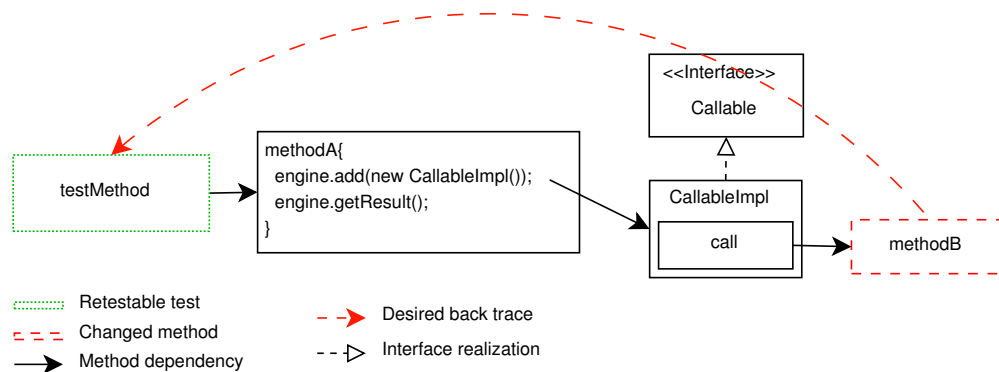 <<Interface>>
Callable
testMethod
methodA{
engine.add(new CallableImpl());
engine.getResult();
}
CallableImpl
call
methodB
Retestable test
Changed method
Method dependency
Desired back trace
Interface realization